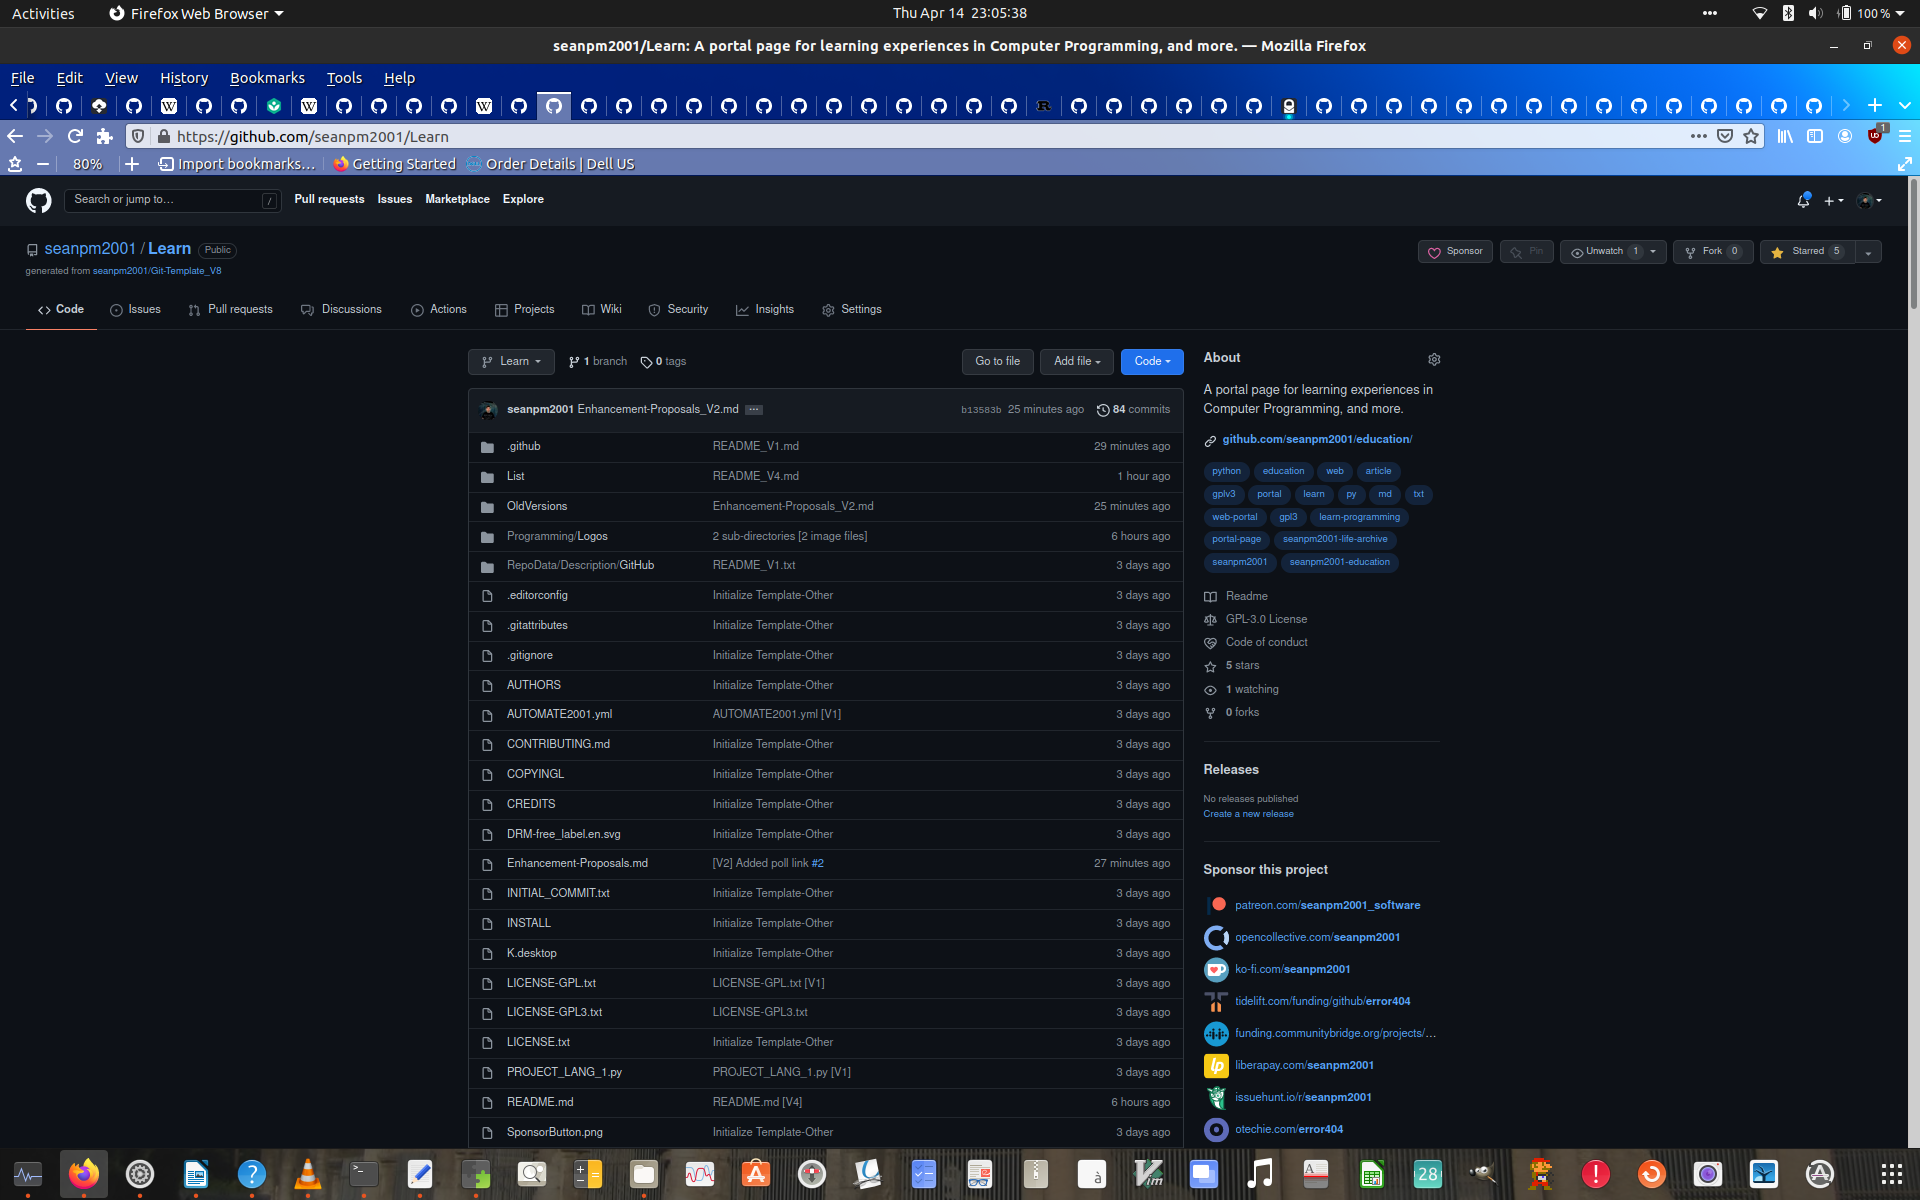 Activities
Firefox Web Browser
Thu Apr 14 23:05:38
100 %
seanpm2001/Learn: A portal page for learning experiences in Computer Programming, and more. — Mozilla Firefox
File Edit View History Bookmarks Tools Help
https://github.com/seanpm2001/Learn
1
80%
Import bookmarks...
Getting Started
Order Details | Dell US
Search or jump to...
/
Pull requests Issues Marketplace Explore
seanpm2001 / Learn Public
generated from seanpm2001/Git-Template_V8
Sponsor
Pin
Unwatch 1
Fork 0
Starred 5
Code Issues Pull requests Discussions Actions Projects Wiki Security Insights Settings
Learn
1 branch
0 tags
Go to file
Add file
Code
seanpm2001 Enhancement-Proposals_V2.md ... b13583b 25 minutes ago 84 commits
.github README_V1.md 29 minutes ago
List README_V4.md 1 hour ago
OldVersions Enhancement-Proposals_V2.md 25 minutes ago
Programming/Logos 2 sub-directories [2 image files] 6 hours ago
RepoData/Description/GitHub README_V1.txt 3 days ago
.editorconfig Initialize Template-Other 3 days ago
.gitattributes Initialize Template-Other 3 days ago
.gitignore Initialize Template-Other 3 days ago
AUTHORS Initialize Template-Other 3 days ago
AUTOMATE2001.yml AUTOMATE2001.yml [V1] 3 days ago
CONTRIBUTING.md Initialize Template-Other 3 days ago
COPYINGL Initialize Template-Other 3 days ago
CREDITS Initialize Template-Other 3 days ago
DRM-free_label.en.svg Initialize Template-Other 3 days ago
Enhancement-Proposals.md [V2] Added poll link #2 27 minutes ago
INITIAL_COMMIT.txt Initialize Template-Other 3 days ago
INSTALL Initialize Template-Other 3 days ago
K.desktop Initialize Template-Other 3 days ago
LICENSE-GPL.txt LICENSE-GPL.txt [V1] 3 days ago
LICENSE-GPL3.txt LICENSE-GPL3.txt 3 days ago
LICENSE.txt Initialize Template-Other 3 days ago
PROJECT_LANG_1.py PROJECT_LANG_1.py [V1] 3 days ago
README.md README.md [V4] 6 hours ago
SponsorButton.png Initialize Template-Other 3 days ago
About
A portal page for learning experiences in
Computer Programming, and more.
github.com/seanpm2001/education/
python education web article
gplv3 portal learn py md txt
web-portal gpl3 learn-programming
portal-page seanpm2001-life-archive
seanpm2001 seanpm2001-education
Readme
GPL-3.0 License
Code of conduct
5 stars
1 watching
0 forks
Releases
No releases published
Create a new release
Sponsor this project
patreon.com/seanpm2001_software
opencollective.com/seanpm2001
ko-fi.com/seanpm2001
tidelift.com/funding/github/error404
funding.communitybridge.org/projects/...
liberapay.com/seanpm2001
issuehunt.io/r/seanpm2001
otechie.com/error404
28